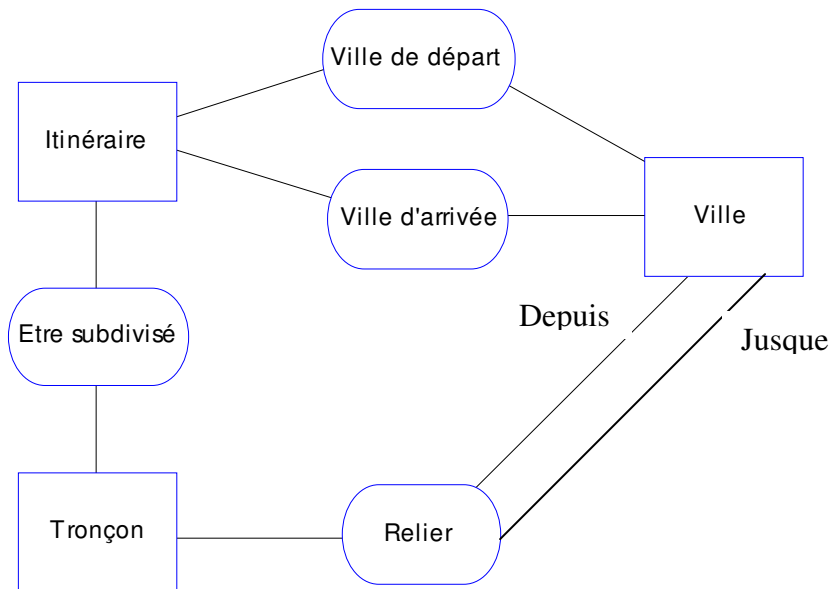 Ville de départ
Itinéraire
Ville d'arrivée
Ville
Depuis
Jusque
Etre subdivisé
Tronçon
Relier